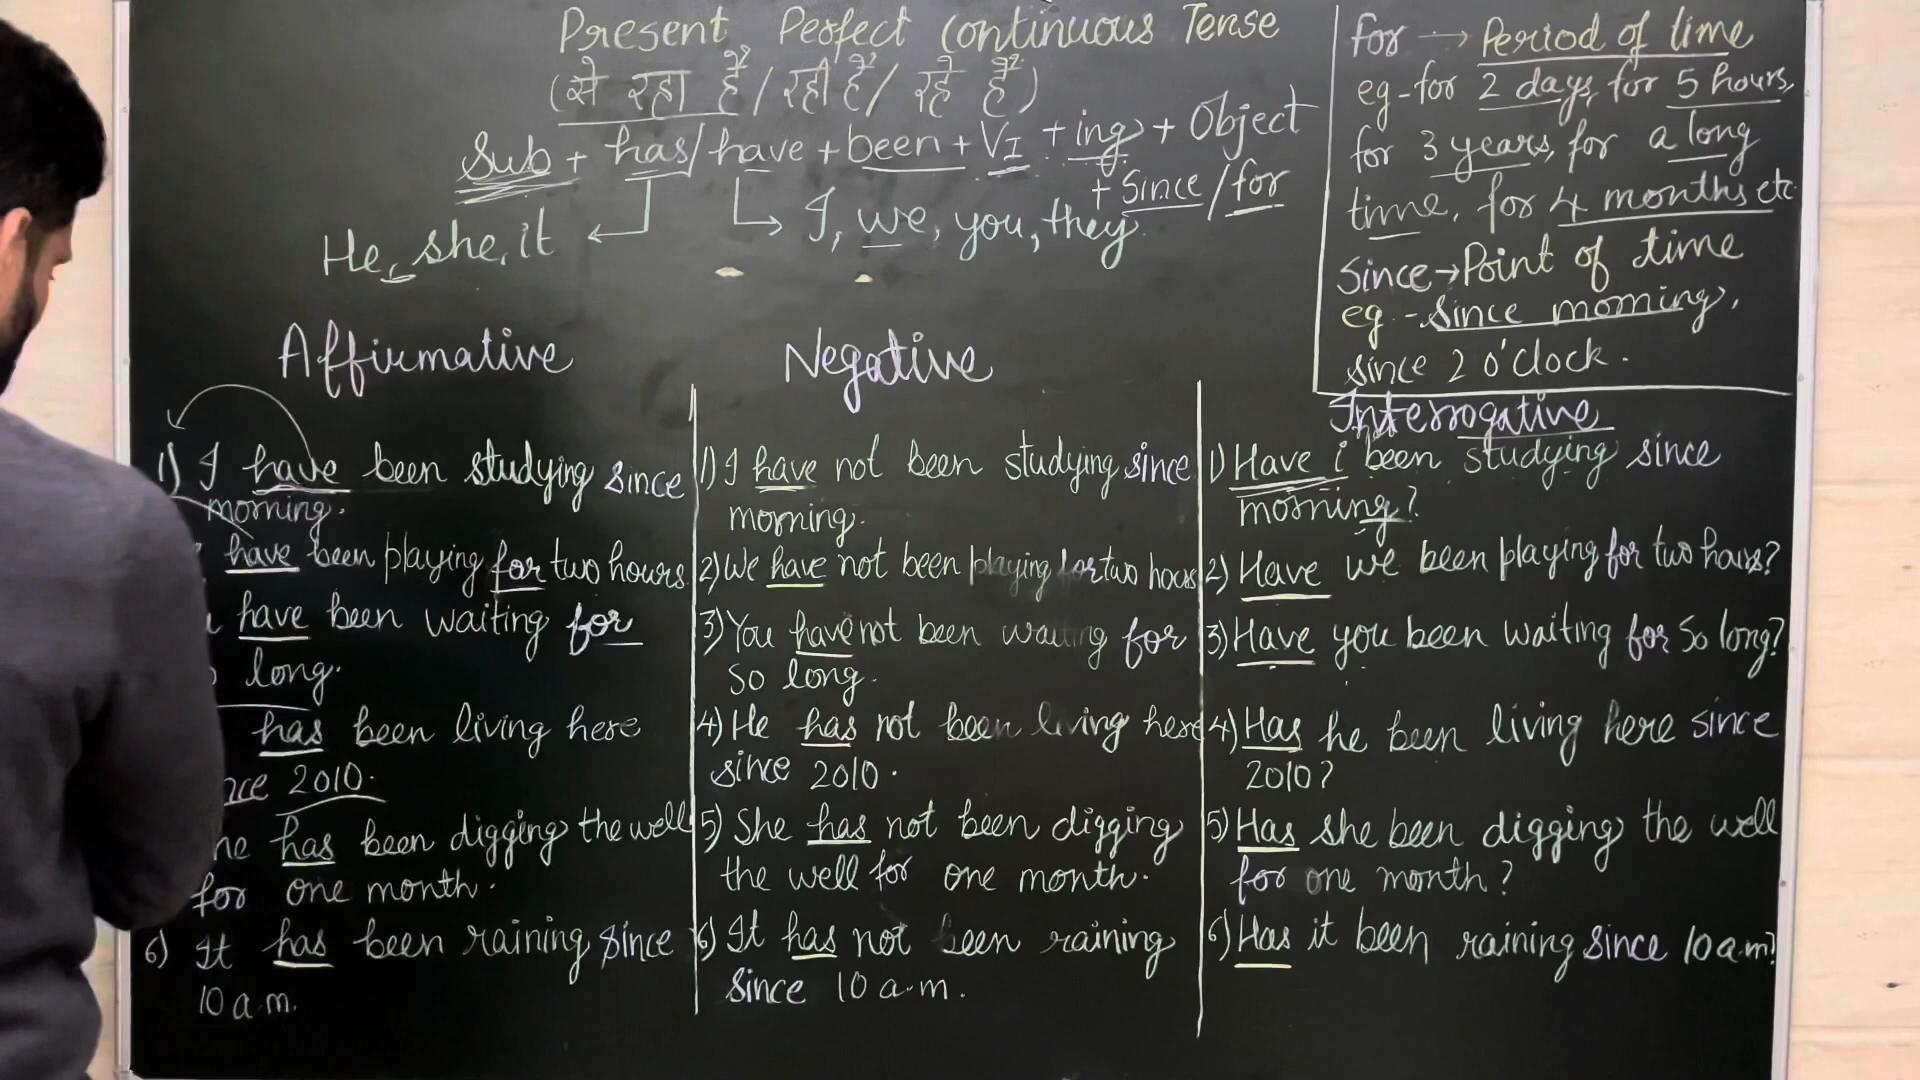 Present Perfect Continuous Tense
(से रहा है / रही है / रहे हैं)
Sub + has/have + been + VI + ing + Object
+ Since / for
He, she, it
I, we, you, they
for → Period of time
eg - for 2 days, for 5 hours,
for 3 years, for a long
time, for 4 months etc
Since → Point of time
eg - Since morning,
since 2 o'clock.
Affirmative
1) I have been studying since
morning.
have been playing for two hours.
have been waiting for
long.
has been living here
2010.
has been digging the well
for one month.
6) It has been raining since
10 a.m.
Negative
1) I have not been studying since
morning.
2) We have not been playing for two hours
3) You have not been waiting for
so long.
4) He has not been living here
since 2010.
5) She has not been digging
the well for one month.
6) It has not been raining
since 10 a.m.
Interrogative
1) Have i been studying since
morning?
2) Have we been playing for two hours?
3) Have you been waiting for so long?
4) Has he been living here since
2010?
5) Has she been digging the well
for one month?
6) Has it been raining since 10 a.m?